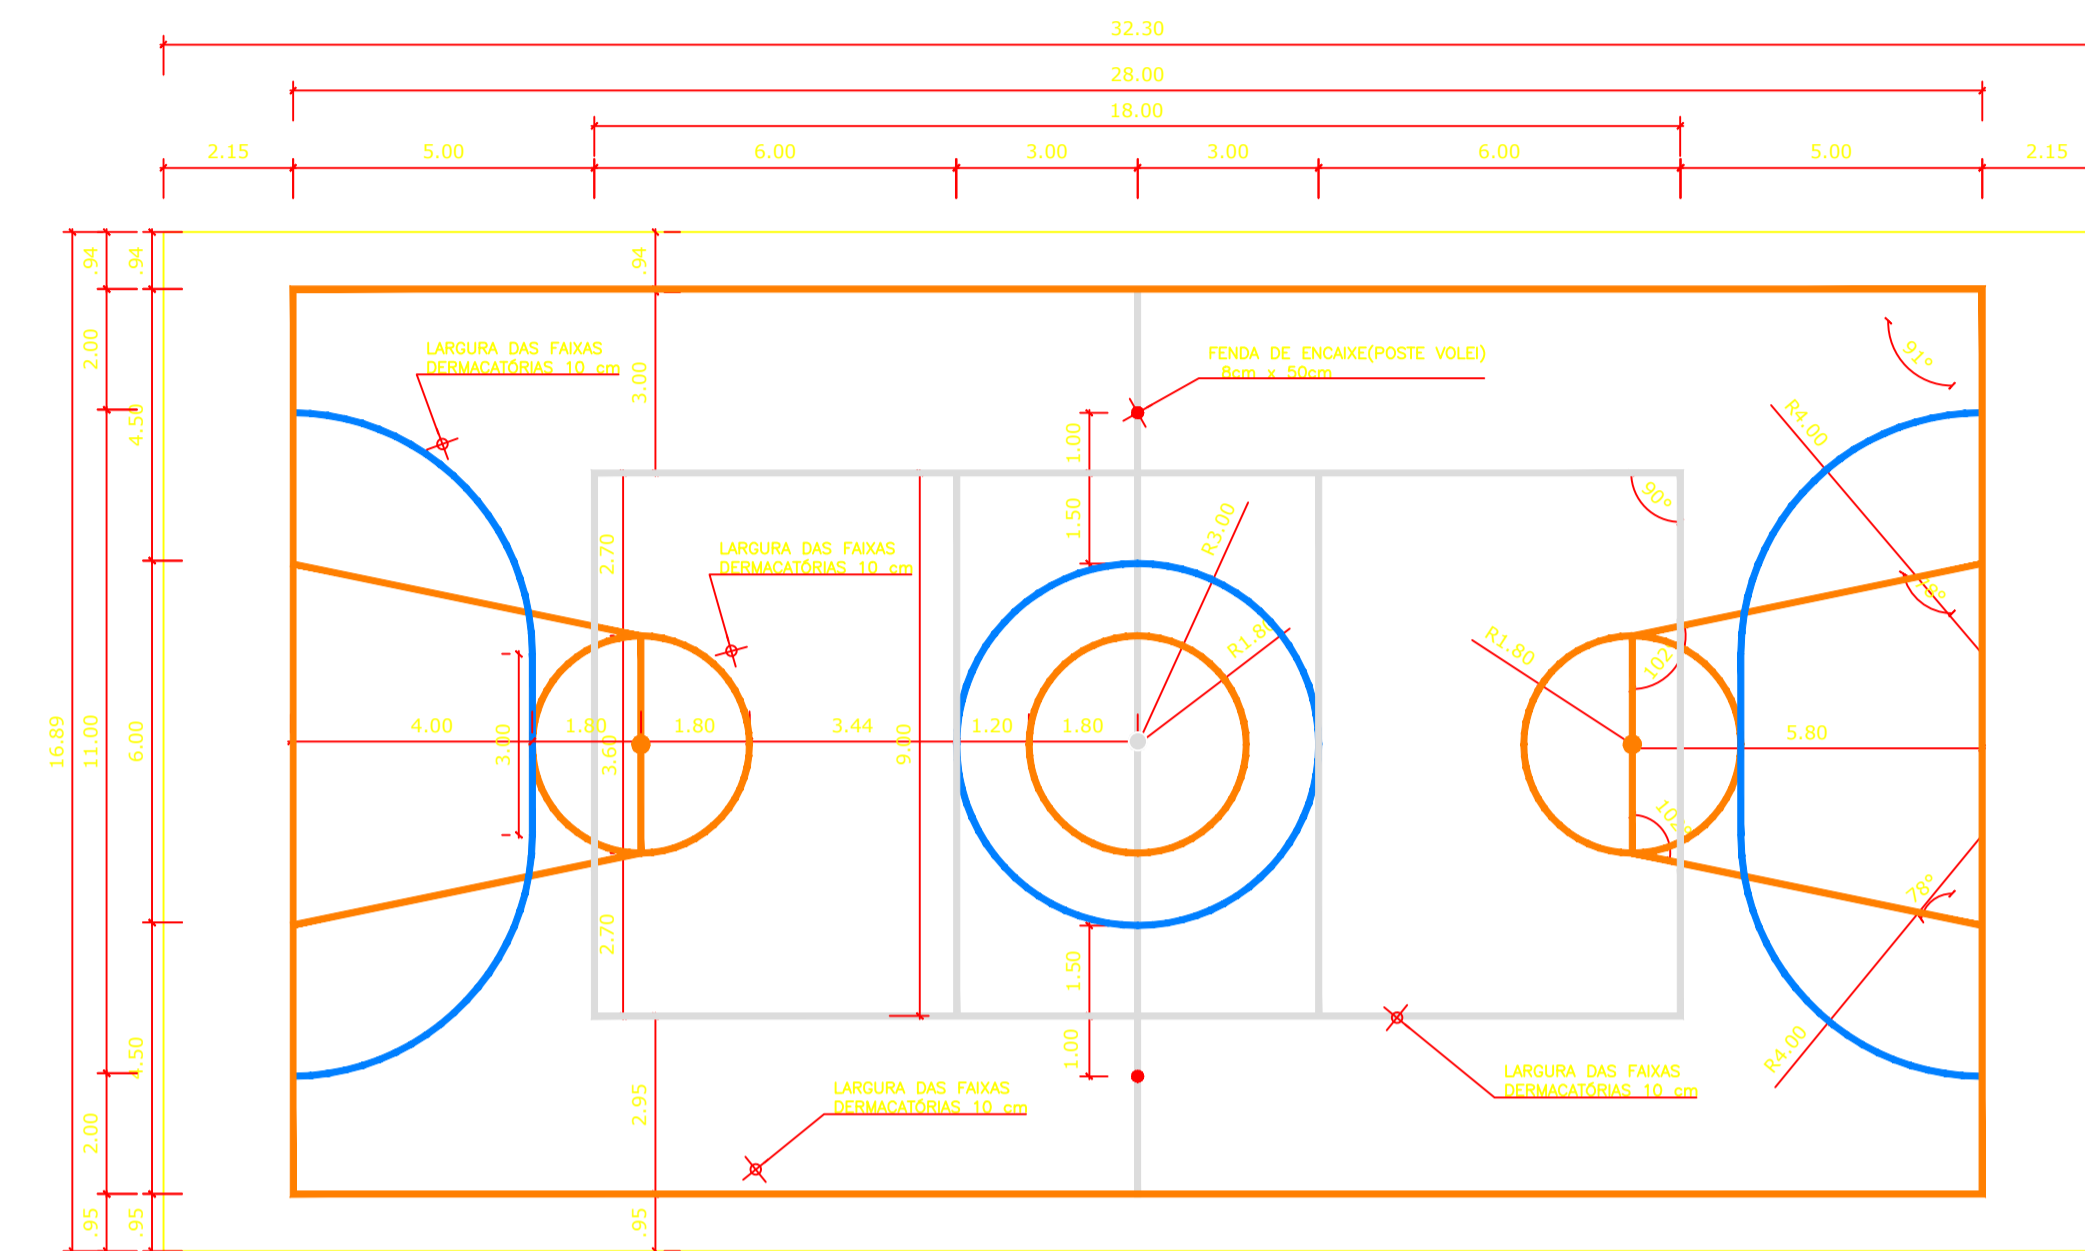 32.30
28.00
18.00
2.15 5.00 6.00 3.00 3.00 6.00 5.00 2.15
.94 .94 .94
2.00
4.50
3.00
LARGURA DAS FAIXAS
DERMACATÓRIAS 10 cm
FENDA DE ENCAIXE(POSTE VOLEI)
8cm x 50cm
91°
R4.00
1.00
1.50
90°
R3.00
2.70
LARGURA DAS FAIXAS
DERMACATÓRIAS 10 cm
78°
R1.80
R1.80
102°
16.89
11.00
6.00
4.00
3.00
1.80
3.60
1.80
3.44
9.00
1.20
1.80
5.80
102°
78°
2.70
1.50
1.00
4.50
R4.00
LARGURA DAS FAIXAS
DERMACATÓRIAS 10 cm
LARGURA DAS FAIXAS
DERMACATÓRIAS 10 cm
2.95
2.00
.95 .95 .95